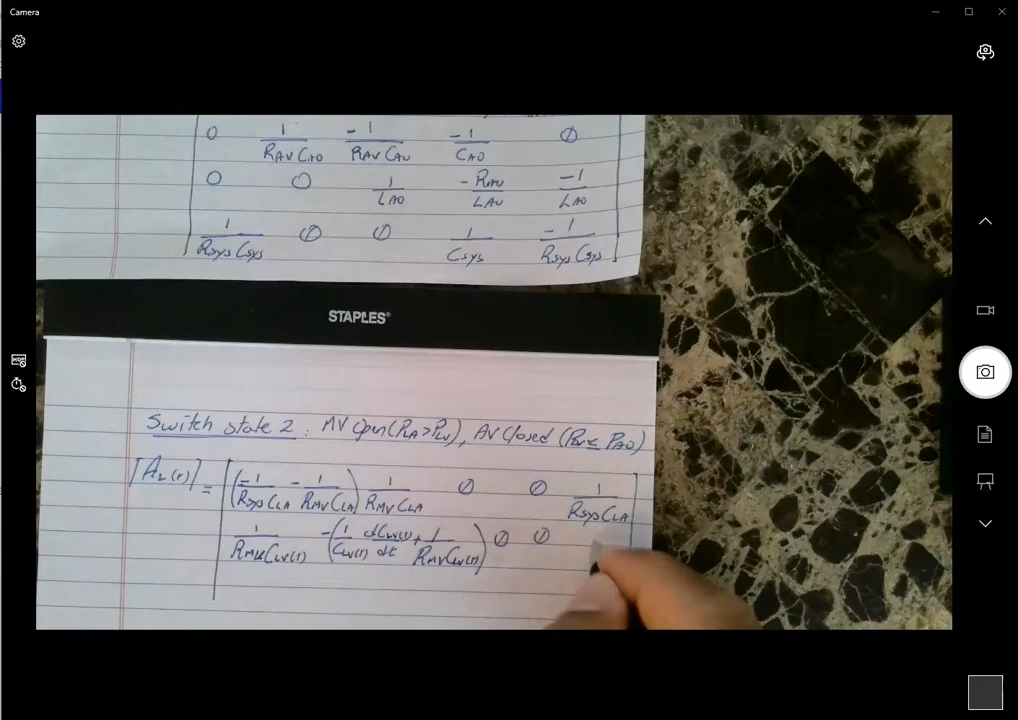 Camera
0 1/(RAV CAO) -1/(RAV CAO) -1/CAO 0
0 0 1/LAO -RAO/LAO -1/LAO
1/(Rsys Csys) 0 0 1/Csys -1/(Rsys Csys)
STAPLES®
Switch state 2 : MV open (PLA>PLV), AV closed (PLV≤ PAO)
[A2(t)] = (-1/(Rsys CLA) - 1/(RMV CLA)) 1/(RMV CLA) 0 0 1/(Rsys CLA)
1/(RMV CLV(t)) -(1/CLV(t) dCLV(t)/dt + 1/(RMV CLV(t))) 0 0